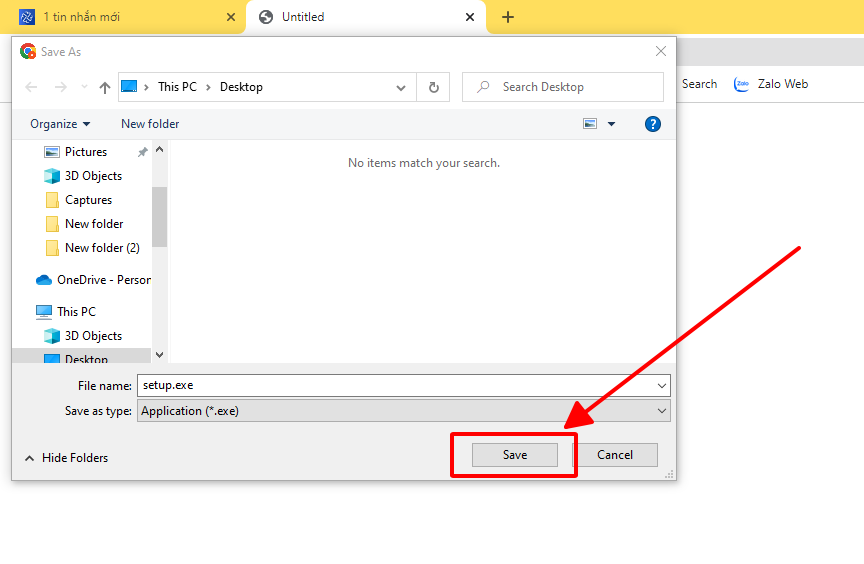 1 tin nhắn mới
Untitled
Save As
This PC
Desktop
Search Desktop
Search
Zalo
Zalo Web
Organize
New folder
?
Pictures
3D Objects
Captures
New folder
New folder (2)
OneDrive - Person
This PC
3D Objects
Desktop
No items match your search.
File name: setup.exe
Save as type: Application (*.exe)
Hide Folders
Save
Cancel